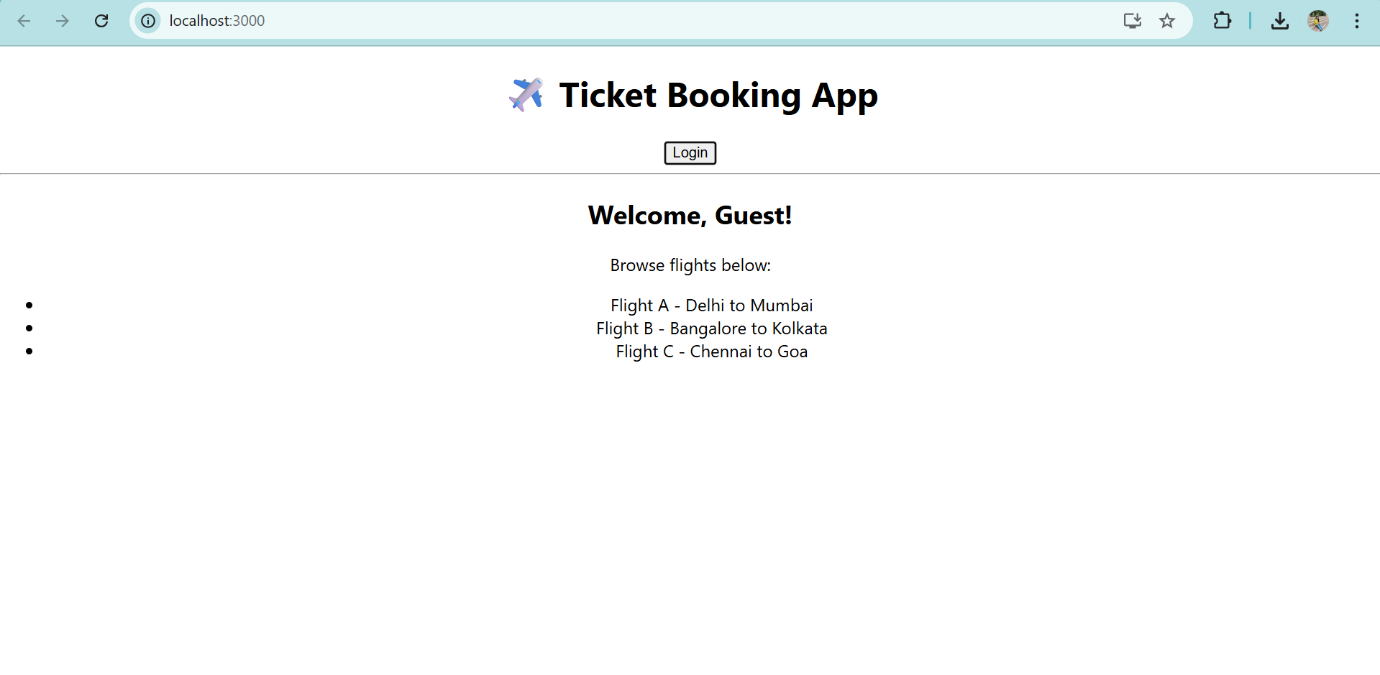 localhost:3000
✈️ Ticket Booking App
Login
Welcome, Guest!
Browse flights below:
• Flight A - Delhi to Mumbai
• Flight B - Bangalore to Kolkata
• Flight C - Chennai to Goa